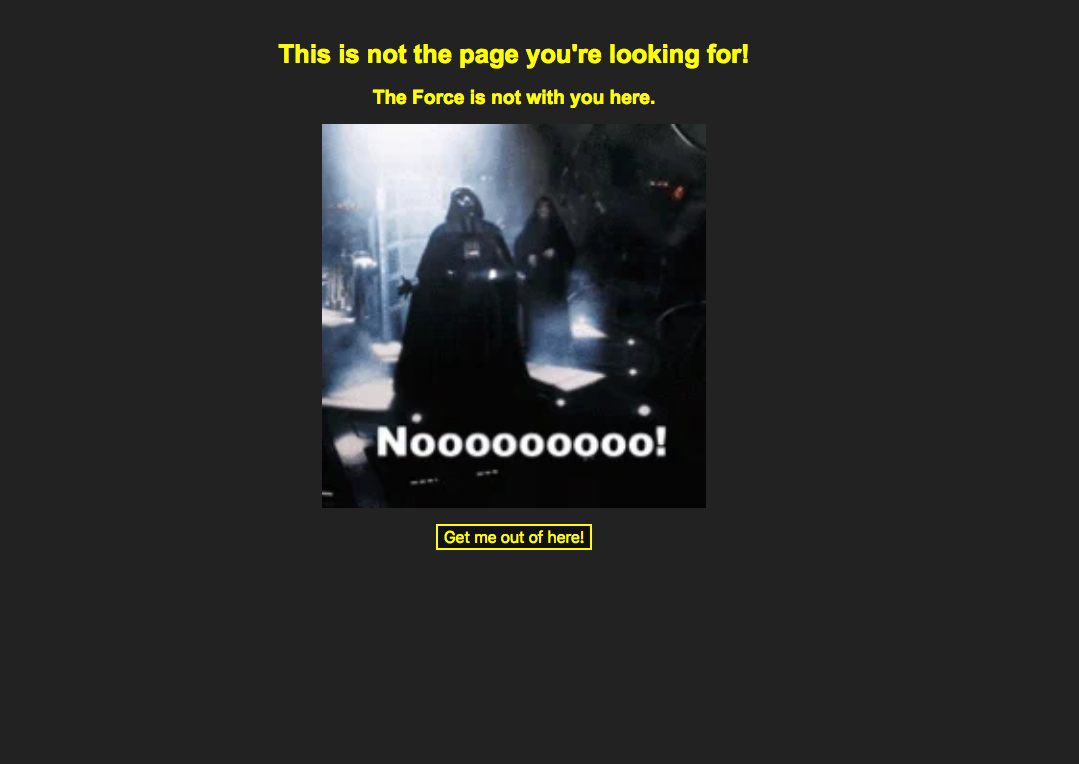 This is not the page you're looking for!
The Force is not with you here.
Nooooooooo!
Get me out of here!